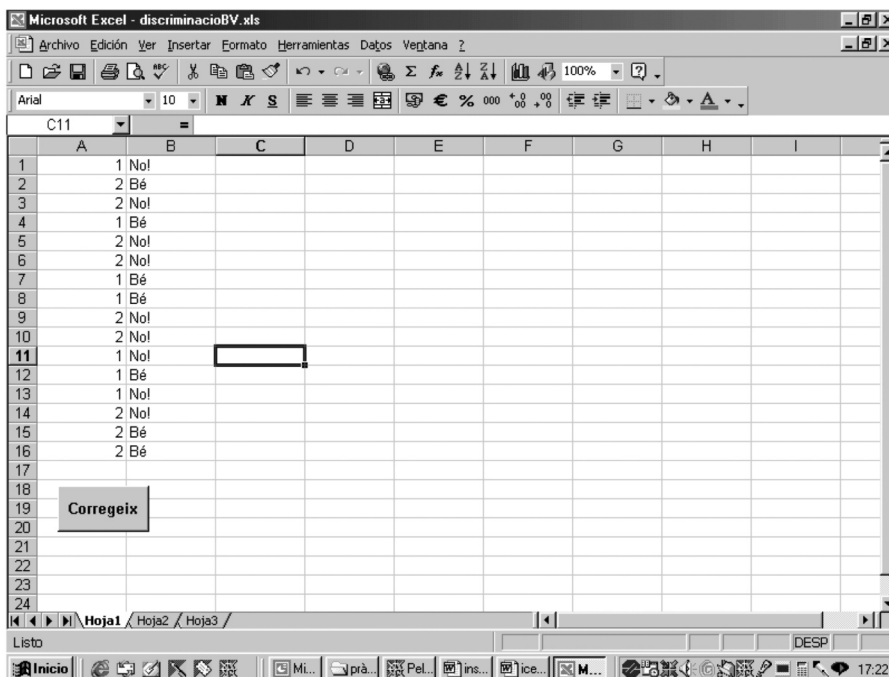 Microsoft Excel - discriminacioBV.xls
Archivo Edición Ver Insertar Formato Herramientas Datos Ventana ?
100%
Arial 10 N K S € % 000
C11 =
A B C D E F G H I
1 1 No!
2 2 Bé
3 2 No!
4 1 Bé
5 2 No!
6 2 No!
7 1 Bé
8 1 Bé
9 2 No!
10 2 No!
11 1 No!
12 1 Bé
13 1 No!
14 2 No!
15 2 Bé
16 2 Bé
17
18
19 Corregeix
20
21
22
23
24
Hoja1 Hoja2 Hoja3
Listo DESP
Inicio Mi... prà... Pel... ins... ice... M... 17:22